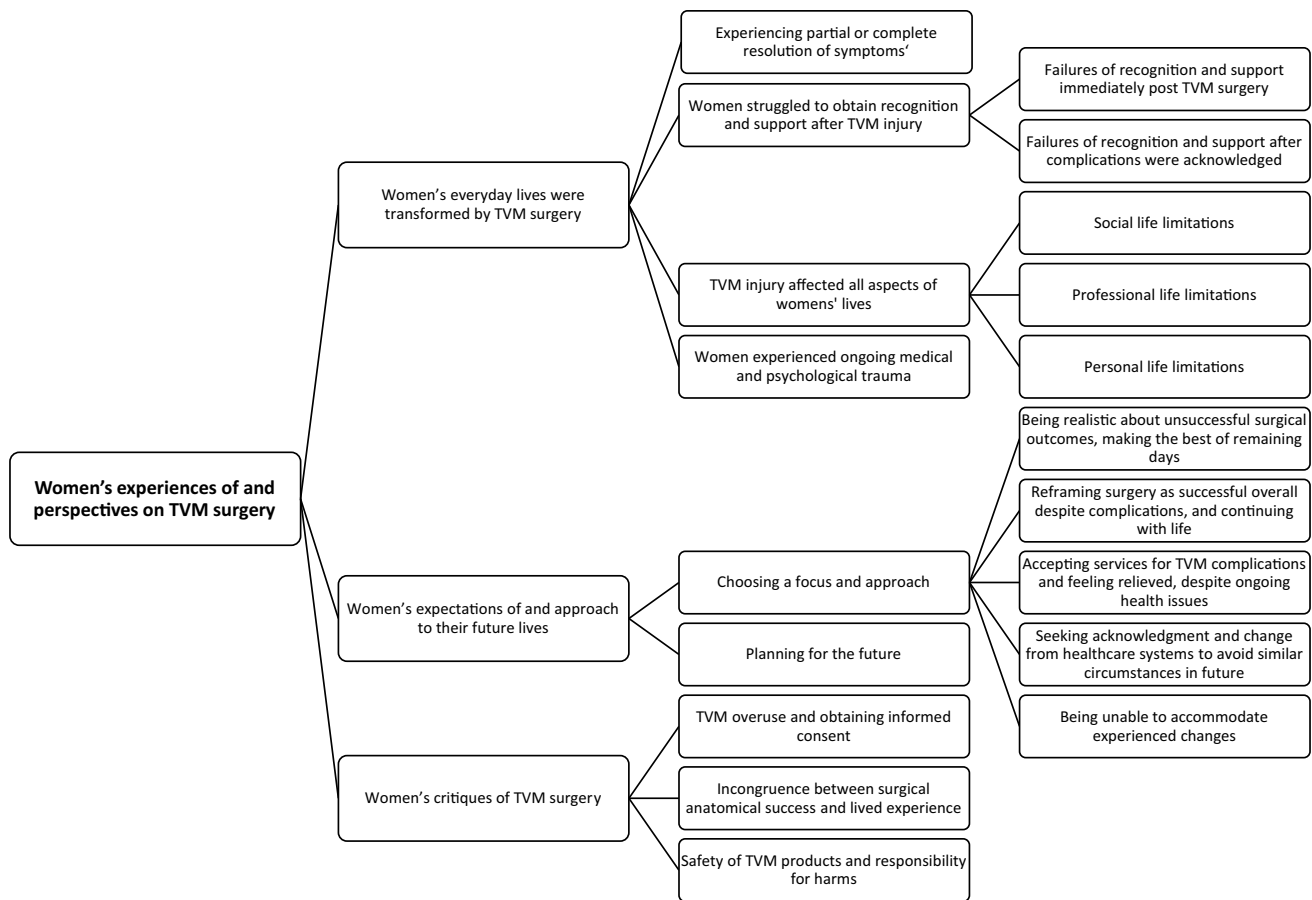 Women’s experiences of and
perspectives on TVM surgery
Women’s everyday lives were
transformed by TVM surgery
Experiencing partial or complete
resolution of symptoms‘
Women struggled to obtain recognition
and support after TVM injury
Failures of recognition and support
immediately post TVM surgery
Failures of recognition and support after
complications were acknowledged
TVM injury affected all aspects of
womens' lives
Social life limitations
Professional life limitations
Personal life limitations
Women experienced ongoing medical
and psychological trauma
Women’s expectations of and approach
to their future lives
Choosing a focus and approach
Being realistic about unsuccessful surgical
outcomes, making the best of remaining
days
Reframing surgery as successful overall
despite complications, and continuing
with life
Accepting services for TVM complications
and feeling relieved, despite ongoing
health issues
Seeking acknowledgment and change
from healthcare systems to avoid similar
circumstances in future
Being unable to accommodate
experienced changes
Planning for the future
Women’s critiques of TVM surgery
TVM overuse and obtaining informed
consent
Incongruence between surgical
anatomical success and lived experience
Safety of TVM products and responsibility
for harms